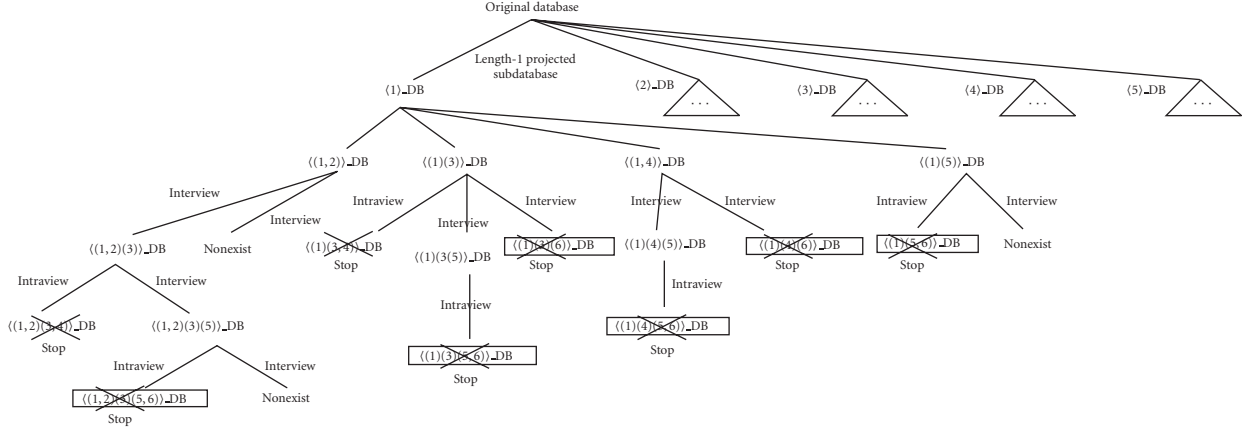 Original database
Length-1 projected
subdatabase
⟨1⟩_DB
⟨2⟩_DB
⟨3⟩_DB
⟨4⟩_DB
⟨5⟩_DB
...
...
...
...
⟨(1, 2)⟩_DB
⟨(1)(3)⟩_DB
⟨(1, 4)⟩_DB
⟨(1)(5)⟩_DB
Interview
Interview
Intraview
Interview
Interview
Interview
Interview
Intraview
Interview
⟨(1, 2)(3)⟩_DB
Nonexist
⟨(1)(3, 4)⟩_DB
Stop
⟨(1)(3(5)⟩_DB
⟨(1)(3)(6)⟩_DB
Stop
⟨(1)(4)(5)⟩_DB
⟨(1)(4)(6)⟩_DB
Stop
⟨(1)(5, 6)⟩_DB
Stop
Nonexist
Intraview
Interview
Intraview
Intraview
⟨(1, 2)(3, 4)⟩_DB
Stop
⟨(1, 2)(3)(5)⟩_DB
⟨(1)(3)(5, 6)⟩_DB
Stop
⟨(1)(4)(5, 6)⟩_DB
Stop
Intraview
Interview
⟨(1, 2)(3)(5, 6)⟩_DB
Stop
Nonexist